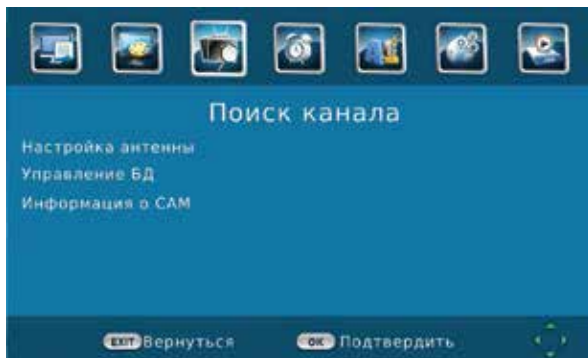 Поиск канала
Настройка антенны
Управление БД
Информация о CAM
EXIT Вернуться OK Подтвердить